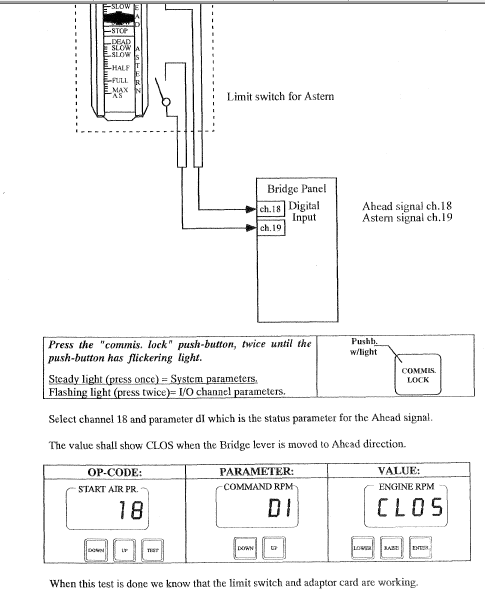 SLOW
STOP
DEAD
SLOW
SLOW
HALF
FULL
MAX
AS
ASTERN
Limit switch for Astern
Bridge Panel
ch.18 Digital
Input
ch.19
Ahead signal ch.18
Astern signal ch.19
Press the "commis. lock" push-button, twice until the
push-button has flickering light.
Steady light (press once) = System parameters.
Flashing light (press twice)= I/O channel parameters.
Pushb.
w/light
COMMIS.
LOCK
Select channel 18 and parameter dI which is the status parameter for the Ahead signal.
The value shall show CLOS when the Bridge lever is moved to Ahead direction.
OP-CODE: PARAMETER: VALUE:
START AIR PR. COMMAND RPM ENGINE RPM
18 DI CLOS
DOWN UP TEST DOWN UP LOWER RAISE ENTER
When this test is done we know that the limit switch and adaptor card are working.